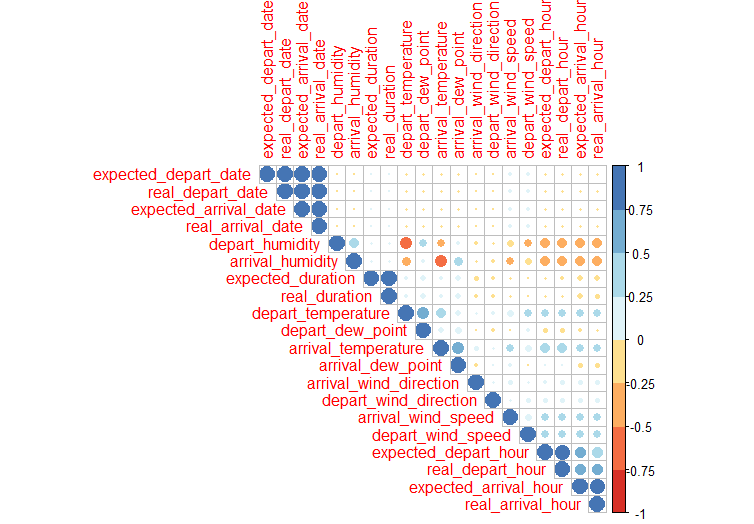 expected_depart_date
real_depart_date
expected_arrival_date
real_arrival_date
depart_humidity
arrival_humidity
expected_duration
real_duration
depart_temperature
depart_dew_point
arrival_temperature
arrival_dew_point
arrival_wind_direction
depart_wind_direction
arrival_wind_speed
depart_wind_speed
expected_depart_hour
real_depart_hour
expected_arrival_hour
real_arrival_hour
expected_depart_date
real_depart_date
expected_arrival_date
real_arrival_date
depart_humidity
arrival_humidity
expected_duration
real_duration
depart_temperature
depart_dew_point
arrival_temperature
arrival_dew_point
arrival_wind_direction
depart_wind_direction
arrival_wind_speed
depart_wind_speed
expected_depart_hour
real_depart_hour
expected_arrival_hour
real_arrival_hour
1
0.75
0.5
0.25
0
-0.25
-0.5
-0.75
-1